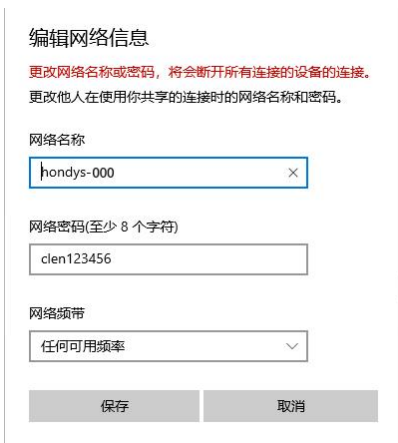 编辑网络信息
更改网络名称或密码，将会断开所有连接的设备的连接。
更改他人在使用你共享的连接时的网络名称和密码。
网络名称
hondys-000
网络密码(至少 8 个字符)
clen123456
网络频带
任何可用频率
保存 取消